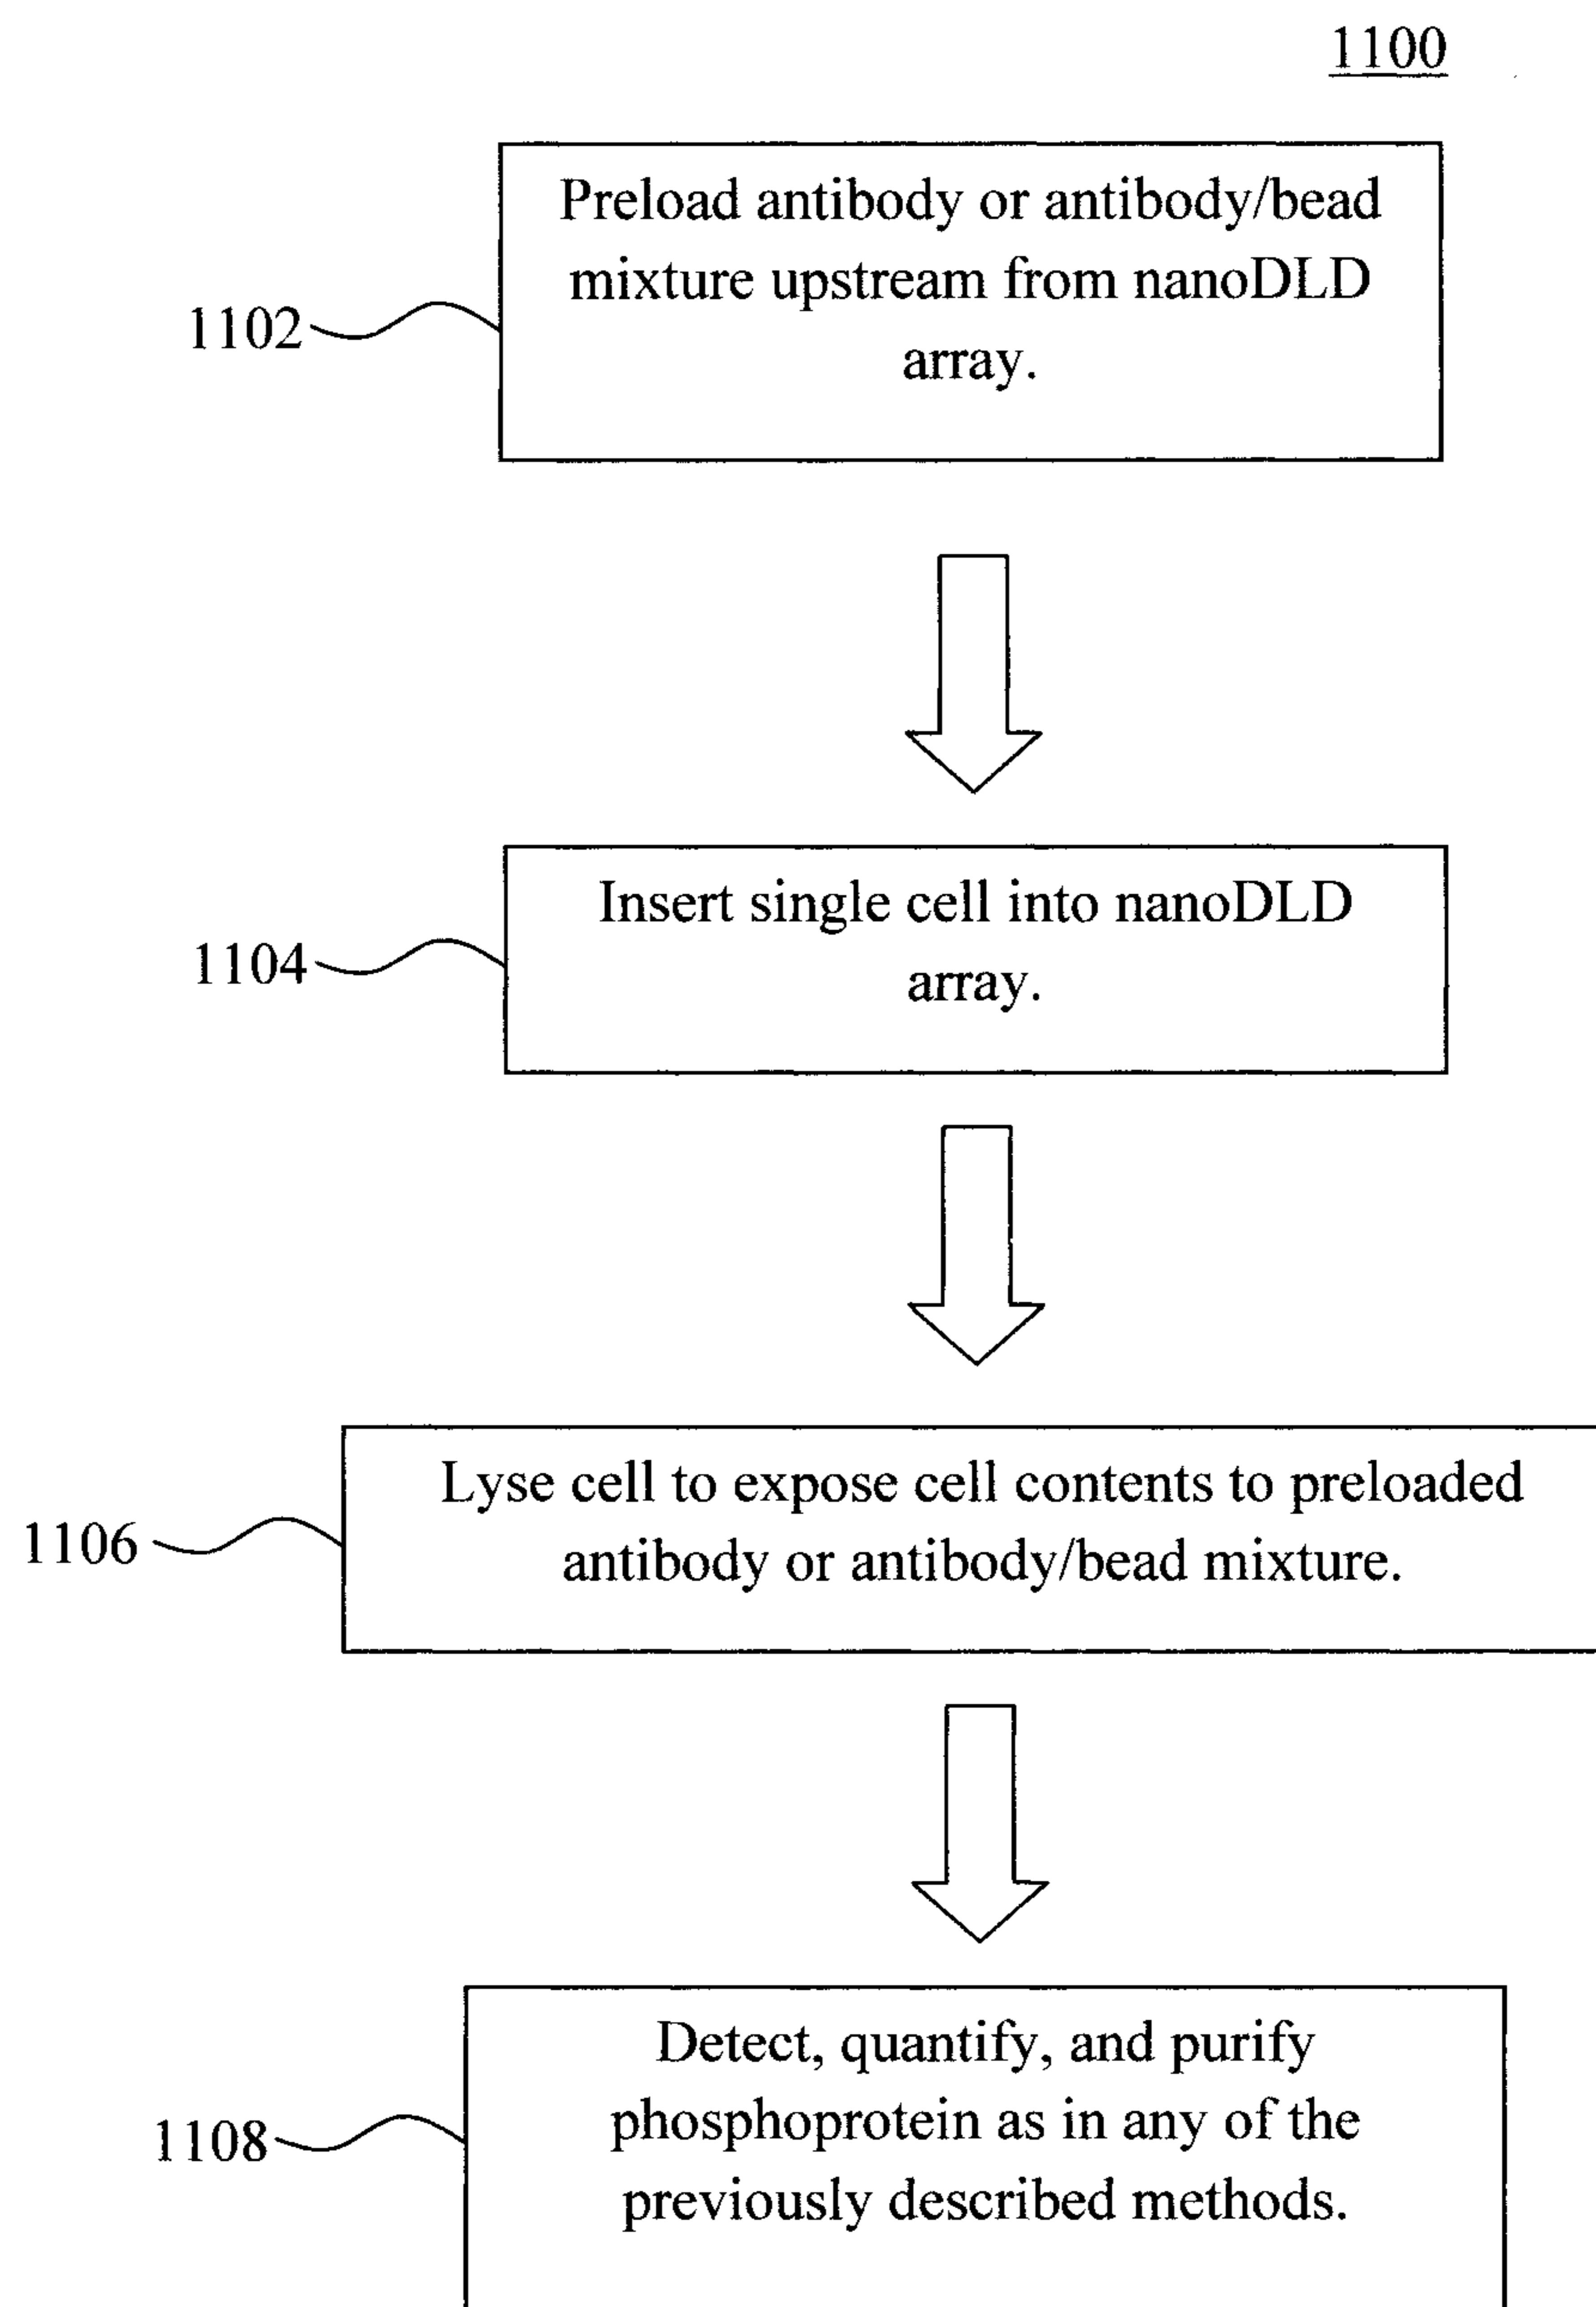 1100
Preload antibody or antibody/bead
mixture upstream from nanoDLD
array.
1102
Insert single cell into nanoDLD
array.
1104
Lyse cell to expose cell contents to preloaded
antibody or antibody/bead mixture.
1106
Detect, quantify, and purify
phosphoprotein as in any of the
previously described methods.
1108